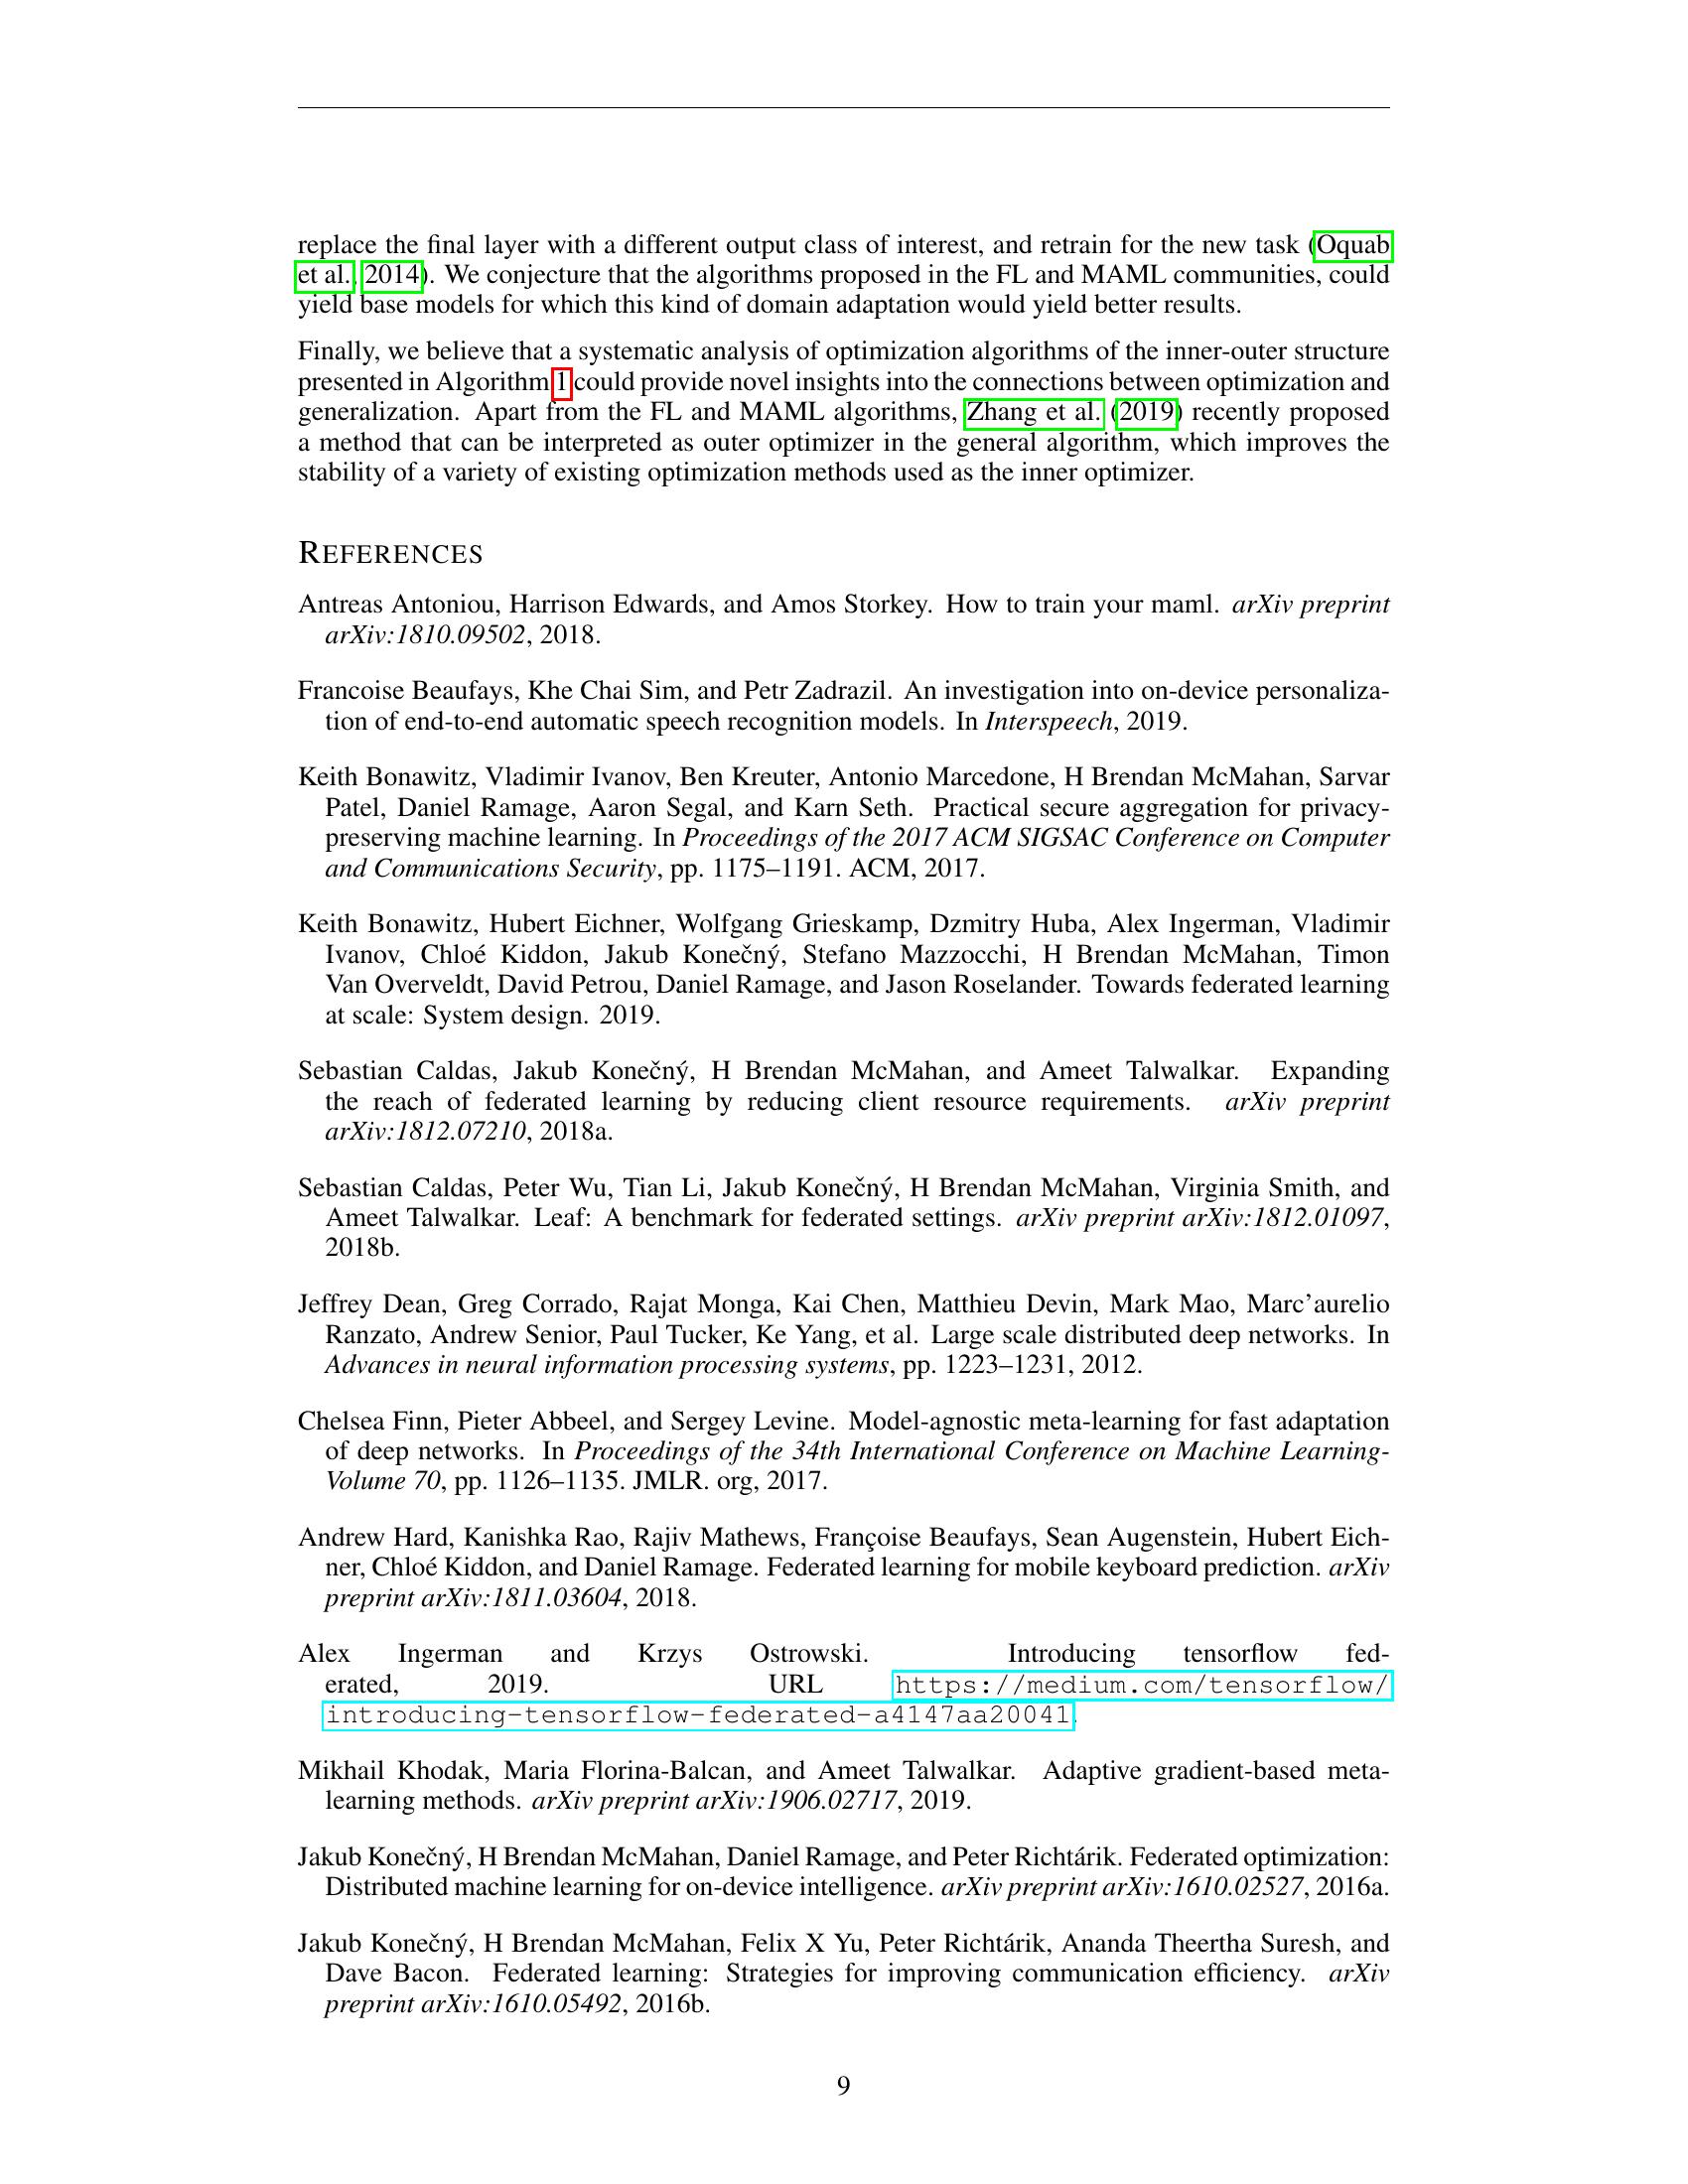 replace the final layer with a different output class of interest, and retrain for the new task (Oquab
et al., 2014). We conjecture that the algorithms proposed in the FL and MAML communities, could
yield base models for which this kind of domain adaptation would yield better results.
Finally, we believe that a systematic analysis of optimization algorithms of the inner-outer structure
presented in Algorithm 1 could provide novel insights into the connections between optimization and
generalization. Apart from the FL and MAML algorithms, Zhang et al. (2019) recently proposed
a method that can be interpreted as outer optimizer in the general algorithm, which improves the
stability of a variety of existing optimization methods used as the inner optimizer.
REFERENCES
Antreas Antoniou, Harrison Edwards, and Amos Storkey. How to train your maml. arXiv preprint
arXiv:1810.09502, 2018.
Francoise Beaufays, Khe Chai Sim, and Petr Zadrazil. An investigation into on-device personaliza-
tion of end-to-end automatic speech recognition models. In Interspeech, 2019.
Keith Bonawitz, Vladimir Ivanov, Ben Kreuter, Antonio Marcedone, H Brendan McMahan, Sarvar
Patel, Daniel Ramage, Aaron Segal, and Karn Seth. Practical secure aggregation for privacy-
preserving machine learning. In Proceedings of the 2017 ACM SIGSAC Conference on Computer
and Communications Security, pp. 1175–1191. ACM, 2017.
Keith Bonawitz, Hubert Eichner, Wolfgang Grieskamp, Dzmitry Huba, Alex Ingerman, Vladimir
Ivanov, Chloé Kiddon, Jakub Konečný, Stefano Mazzocchi, H Brendan McMahan, Timon
Van Overveldt, David Petrou, Daniel Ramage, and Jason Roselander. Towards federated learning
at scale: System design. 2019.
Sebastian Caldas, Jakub Konečný, H Brendan McMahan, and Ameet Talwalkar. Expanding
the reach of federated learning by reducing client resource requirements. arXiv preprint
arXiv:1812.07210, 2018a.
Sebastian Caldas, Peter Wu, Tian Li, Jakub Konečný, H Brendan McMahan, Virginia Smith, and
Ameet Talwalkar. Leaf: A benchmark for federated settings. arXiv preprint arXiv:1812.01097,
2018b.
Jeffrey Dean, Greg Corrado, Rajat Monga, Kai Chen, Matthieu Devin, Mark Mao, Marc'aurelio
Ranzato, Andrew Senior, Paul Tucker, Ke Yang, et al. Large scale distributed deep networks. In
Advances in neural information processing systems, pp. 1223–1231, 2012.
Chelsea Finn, Pieter Abbeel, and Sergey Levine. Model-agnostic meta-learning for fast adaptation
of deep networks. In Proceedings of the 34th International Conference on Machine Learning-
Volume 70, pp. 1126–1135. JMLR. org, 2017.
Andrew Hard, Kanishka Rao, Rajiv Mathews, Françoise Beaufays, Sean Augenstein, Hubert Eich-
ner, Chloé Kiddon, and Daniel Ramage. Federated learning for mobile keyboard prediction. arXiv
preprint arXiv:1811.03604, 2018.
Alex Ingerman and Krzys Ostrowski. Introducing tensorflow fed-
erated, 2019. URL https://medium.com/tensorflow/
introducing-tensorflow-federated-a4147aa20041.
Mikhail Khodak, Maria Florina-Balcan, and Ameet Talwalkar. Adaptive gradient-based meta-
learning methods. arXiv preprint arXiv:1906.02717, 2019.
Jakub Konečný, H Brendan McMahan, Daniel Ramage, and Peter Richtárik. Federated optimization:
Distributed machine learning for on-device intelligence. arXiv preprint arXiv:1610.02527, 2016a.
Jakub Konečný, H Brendan McMahan, Felix X Yu, Peter Richtárik, Ananda Theertha Suresh, and
Dave Bacon. Federated learning: Strategies for improving communication efficiency. arXiv
preprint arXiv:1610.05492, 2016b.
9